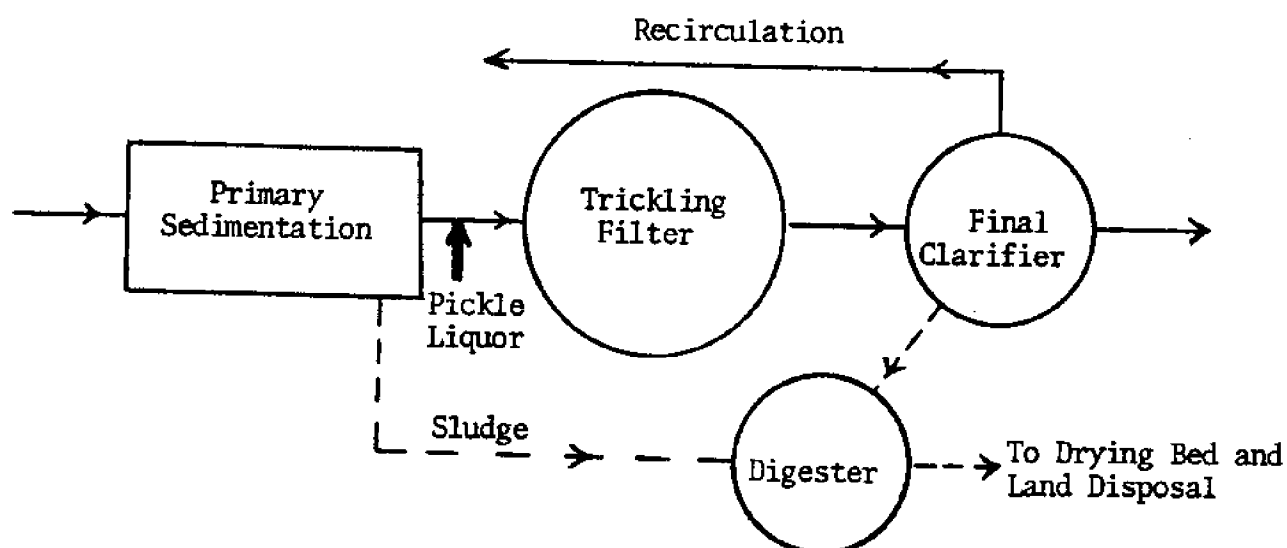 Recirculation
Primary
Sedimentation
Trickling
Filter
Final
Clarifier
Pickle
Liquor
Sludge
Digester
To Drying Bed and
Land Disposal